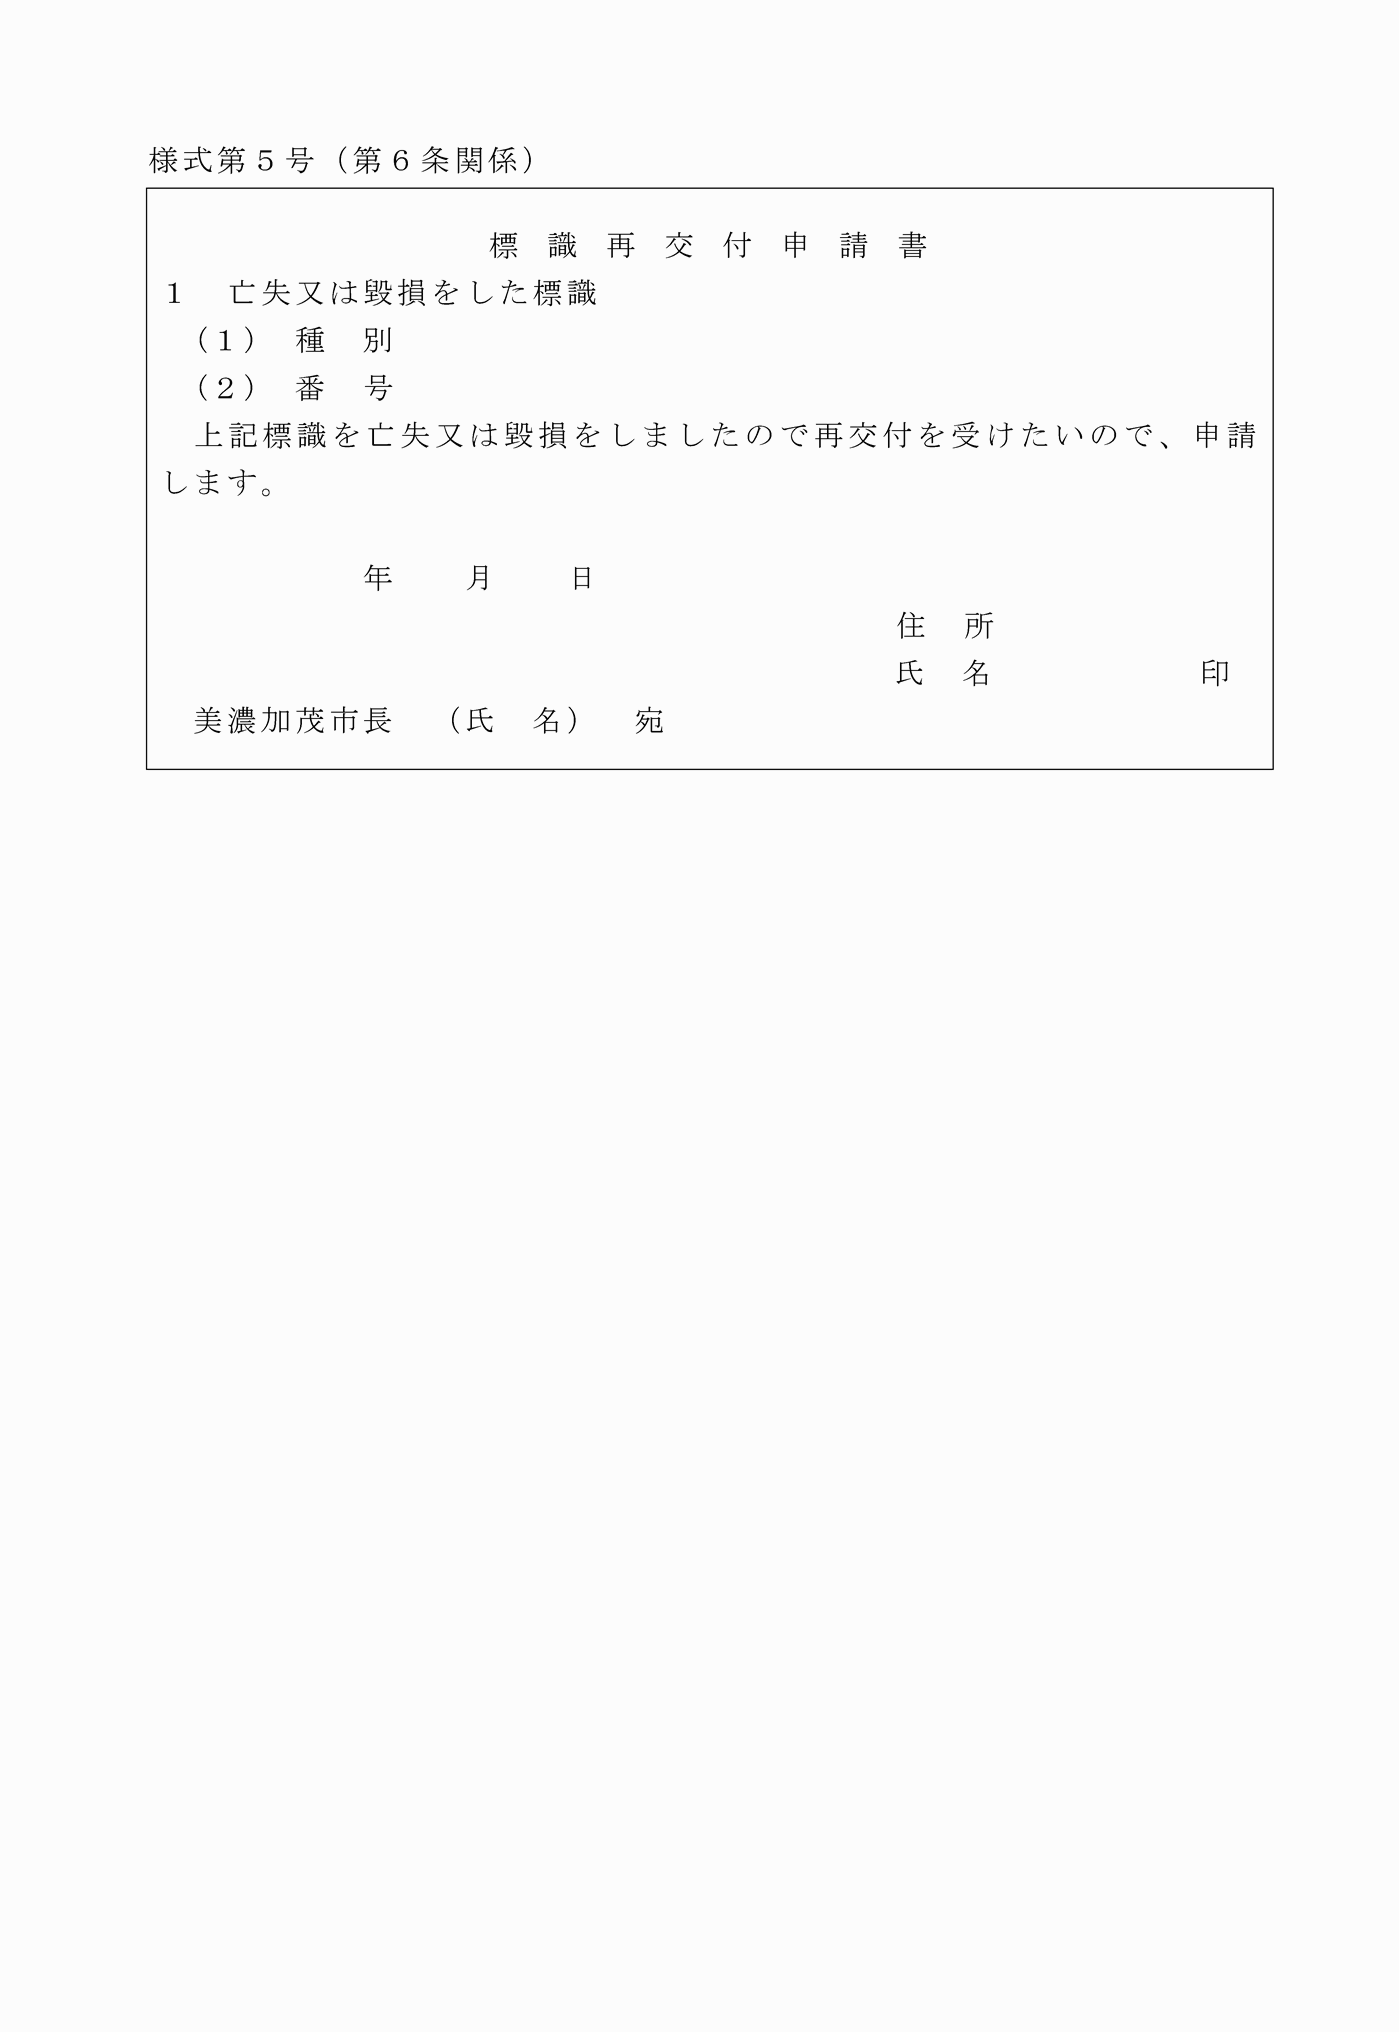 様式第５号（第６条関係）
標　識　再　交　付　申　請　書
１　亡失又は毀損をした標識
（１）　種　別
（２）　番　号
上記標識を亡失又は毀損をしましたので再交付を受けたいので、申請
します。
年　　月　　日
住　所
氏　名　　　　　　印
美濃加茂市長　（氏　名）　宛